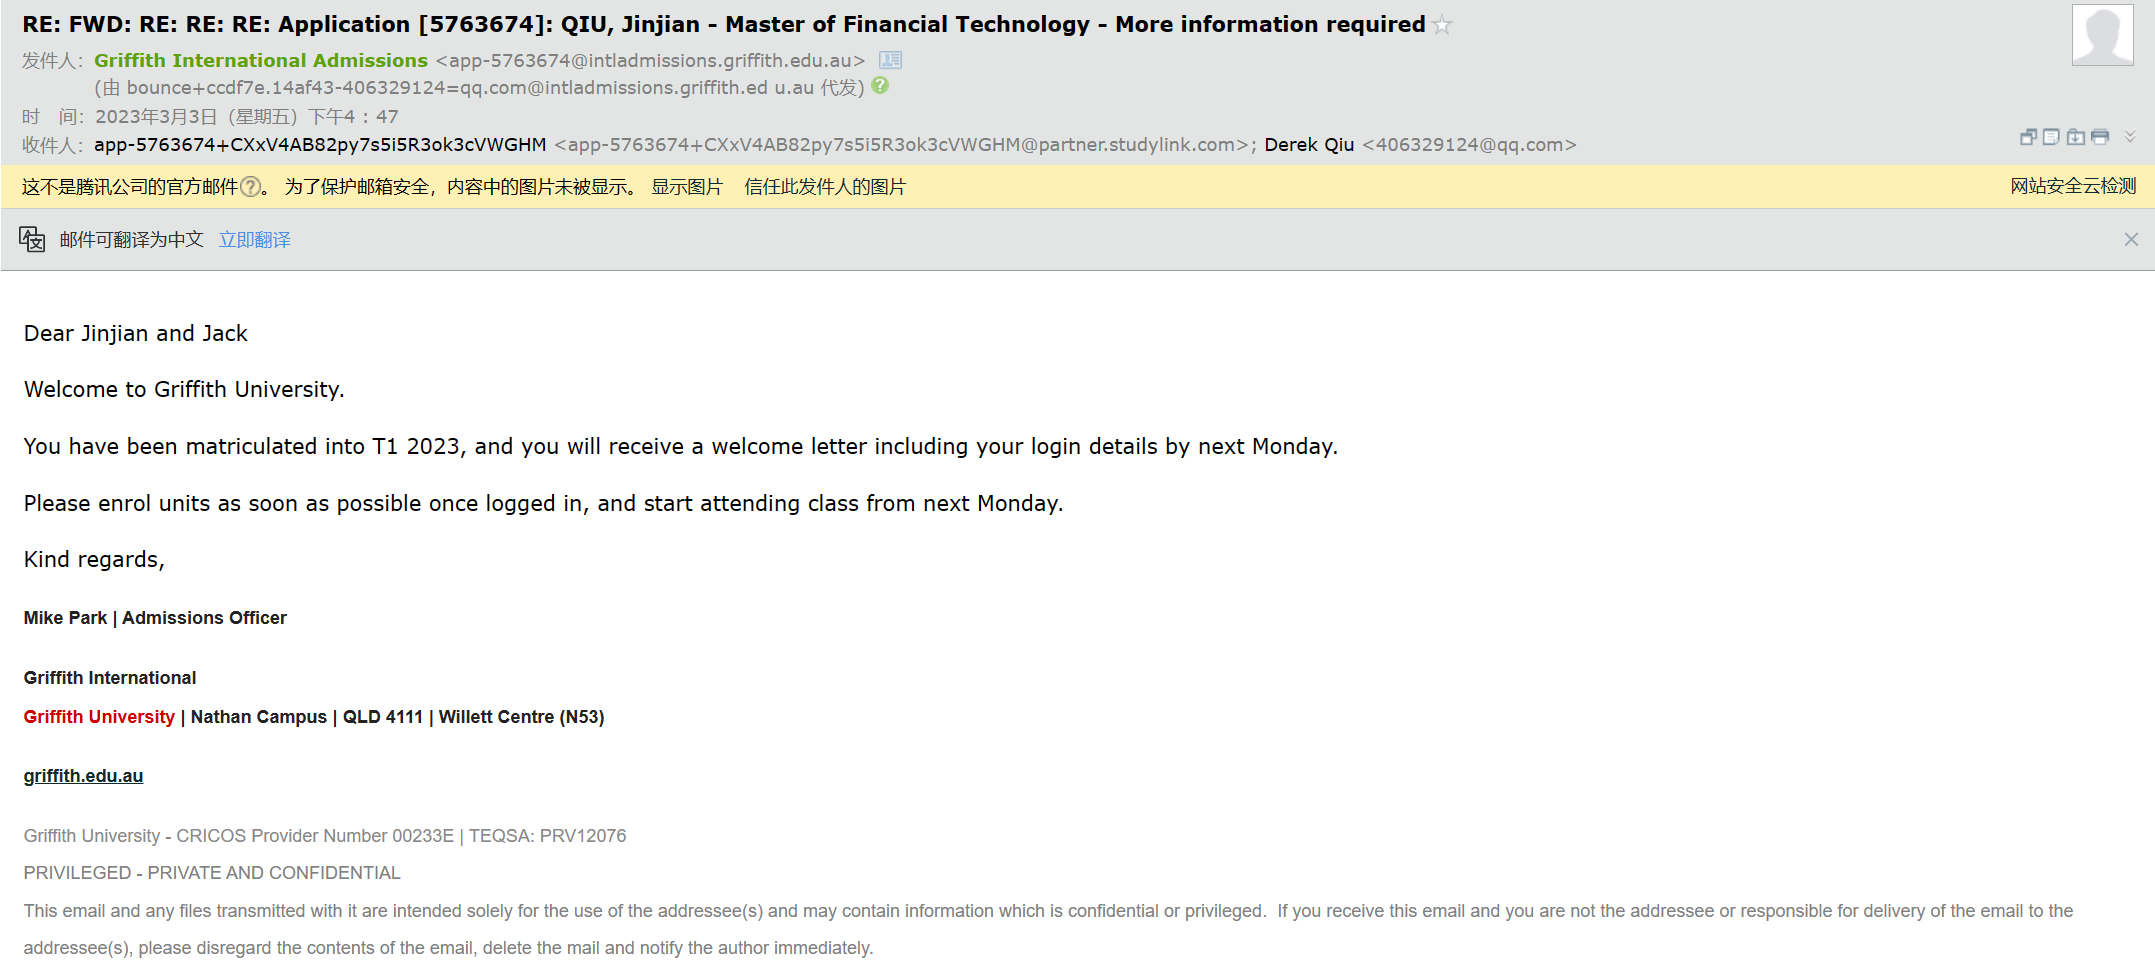 RE: FWD: RE: RE: RE: Application [5763674]: QIU, Jinjian - Master of Financial Technology - More information required
发件人: Griffith International Admissions <app-5763674@intladmissions.griffith.edu.au>
(由 bounce+ccdf7e.14af43-406329124=qq.com@intladmissions.griffith.ed u.au 代发)
时 间: 2023年3月3日（星期五）下午4：47
收件人: app-5763674+CXxV4AB82py7s5i5R3ok3cVWGHM <app-5763674+CXxV4AB82py7s5i5R3ok3cVWGHM@partner.studylink.com>; Derek Qiu <406329124@qq.com>
这不是腾讯公司的官方邮件?。 为了保护邮箱安全，内容中的图片未被显示。 显示图片 信任此发件人的图片 网站安全云检测
邮件可翻译为中文 立即翻译
Dear Jinjian and Jack
Welcome to Griffith University.
You have been matriculated into T1 2023, and you will receive a welcome letter including your login details by next Monday.
Please enrol units as soon as possible once logged in, and start attending class from next Monday.
Kind regards,
Mike Park | Admissions Officer
Griffith International
Griffith University | Nathan Campus | QLD 4111 | Willett Centre (N53)
griffith.edu.au
Griffith University - CRICOS Provider Number 00233E | TEQSA: PRV12076
PRIVILEGED - PRIVATE AND CONFIDENTIAL
This email and any files transmitted with it are intended solely for the use of the addressee(s) and may contain information which is confidential or privileged.  If you receive this email and you are not the addressee or responsible for delivery of the email to the
addressee(s), please disregard the contents of the email, delete the mail and notify the author immediately.